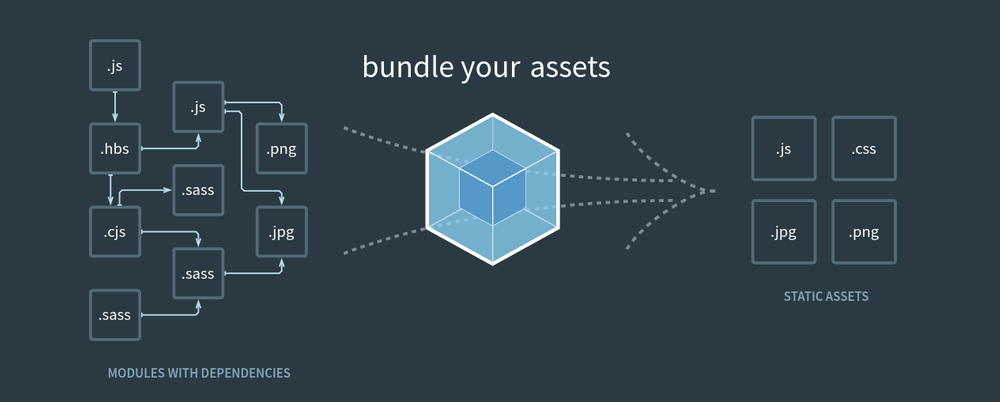 bundle your assets
.js
.js
.hbs
.png
.sass
.cjs
.jpg
.sass
.sass
MODULES WITH DEPENDENCIES
.js
.css
.jpg
.png
STATIC ASSETS